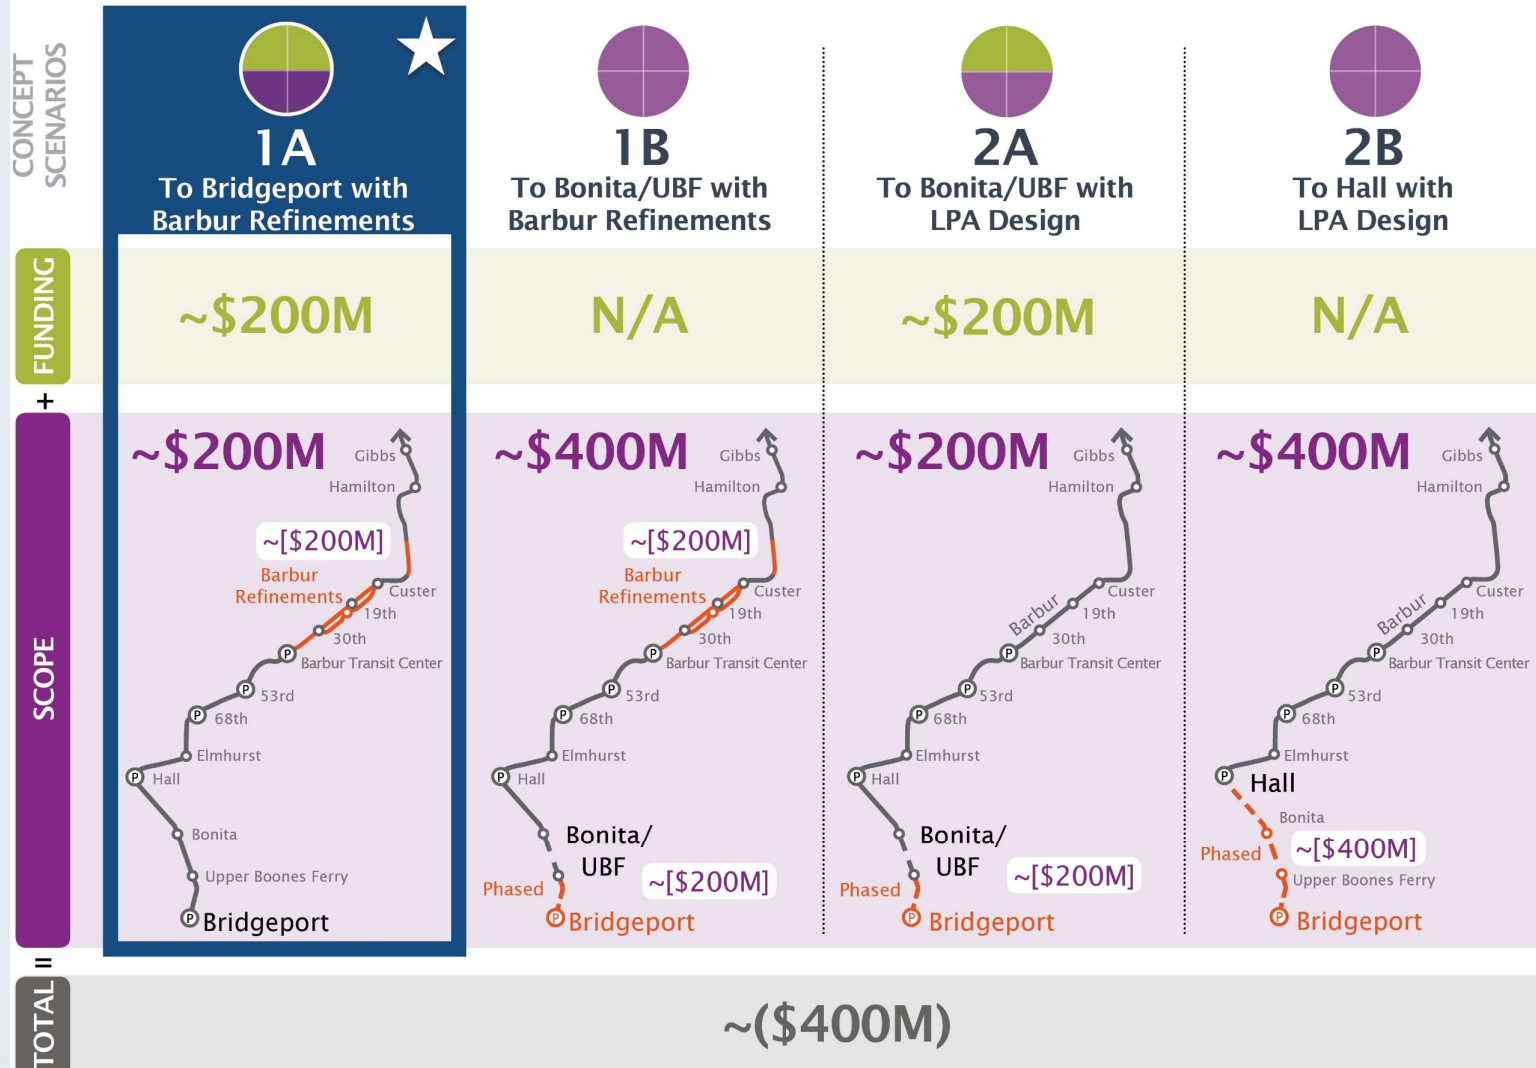 CONCEPT
SCENARIOS
1A
To Bridgeport with
Barbur Refinements
1B
To Bonita/UBF with
Barbur Refinements
2A
To Bonita/UBF with
LPA Design
2B
To Hall with
LPA Design
FUNDING
~$200M
N/A
~$200M
N/A
+
SCOPE
~$200M
Gibbs
Hamilton
~[$200M]
Barbur
Refinements
Custer
19th
30th
P
Barbur Transit Center
P
53rd
P
68th
Elmhurst
P
Hall
Bonita
Upper Boones Ferry
P
Bridgeport
~$400M
Gibbs
Hamilton
~[$200M]
Barbur
Refinements
Custer
19th
30th
P
Barbur Transit Center
P
53rd
P
68th
Elmhurst
P
Hall
Bonita/
UBF
~[$200M]
Phased
P
Bridgeport
~$200M
Gibbs
Hamilton
Custer
Barbur
19th
30th
P
Barbur Transit Center
P
53rd
P
68th
Elmhurst
P
Hall
Bonita/
UBF
~[$200M]
Phased
P
Bridgeport
~$400M
Gibbs
Hamilton
Custer
Barbur
19th
30th
P
Barbur Transit Center
P
53rd
P
68th
Elmhurst
P
Hall
Bonita
Phased
~[$400M]
Upper Boones Ferry
P
Bridgeport
=
TOTAL
~($400M)